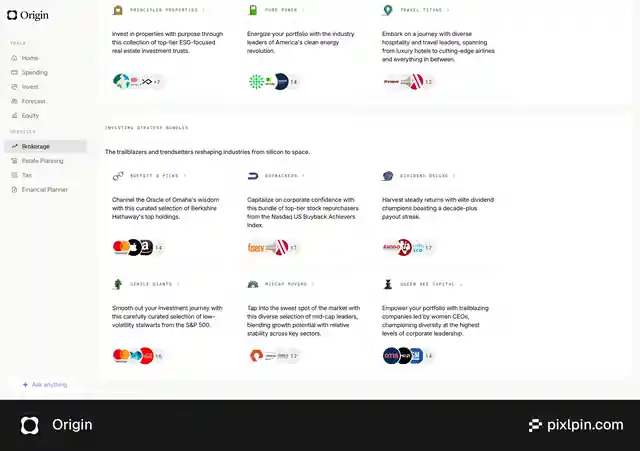 Origin
TOOLS
Home
Spending
Invest
Forecast
Equity
SERVICES
Brokerage
Estate Planning
Tax
Financial Planner
Ask anything
PRINCIPLED PROPERTIES
Invest in properties with purpose through
this collection of top-tier ESG-focused
real estate investment trusts.
+7
PURE POWER
Energize your portfolio with the industry
leaders of America's clean energy
revolution.
14
TRAVEL TITANS
Embark on a journey with diverse
hospitality and travel leaders, spanning
from luxury hotels to cutting-edge airlines
and everything in between.
12
INVESTING STRATEGY BUNDLES
The trailblazers and trendsetters reshaping industries from silicon to space.
BUFFETT'S PICKS
Channel the Oracle of Omaha's wisdom
with this curated selection of Berkshire
Hathaway's top holdings.
14
BUYBACKERS
Capitalize on corporate confidence with
this bundle of top-tier stock repurchasers
from the Nasdaq US Buyback Achievers
Index.
fiserv
11
DIVIDEND DELUXE
Harvest steady returns with elite dividend
champions boasting a decade-plus
payout streak.
17
GENTLE GIANTS
Smooth out your investment journey with
this carefully curated selection of low-
volatility stalwarts from the S&P 500.
16
MIDCAP MOVERS
Tap into the sweet spot of the market with
this diverse selection of mid-cap leaders,
blending growth potential with relative
stability across key sectors.
17
QUEEN BEE CAPITAL
Empower your portfolio with trailblazing
companies led by women CEOs,
championing diversity at the highest
levels of corporate leadership.
OTIS
14
Origin
pixlpin.com